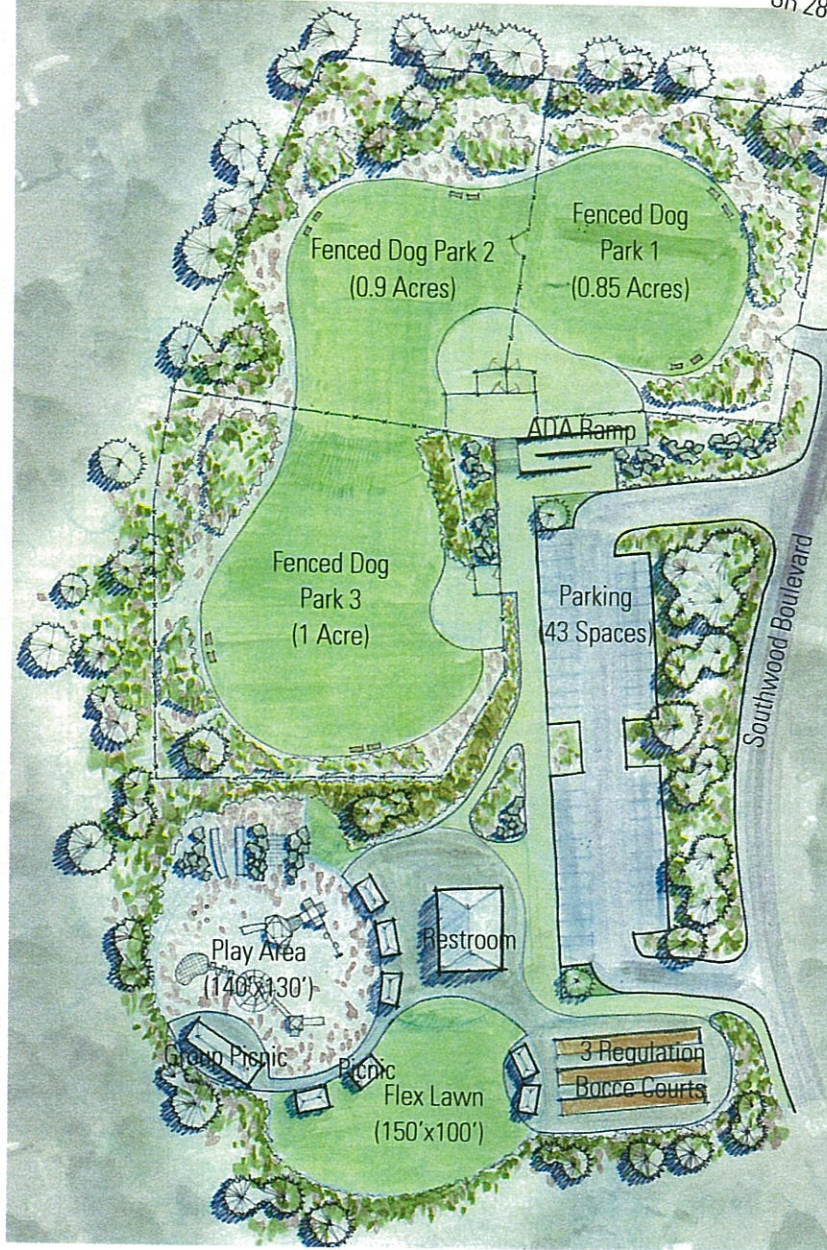 Fenced Dog
Park 1
(0.85 Acres)
Fenced Dog Park 2
(0.9 Acres)
ADA Ramp
Fenced Dog
Park 3
(1 Acre)
Parking
(43 Spaces)
Southwood Boulevard
Play Area
(140'x130')
Restroom
Group Picnic
Picnic
3 Regulation
Bocce Courts
Flex Lawn
(150'x100')